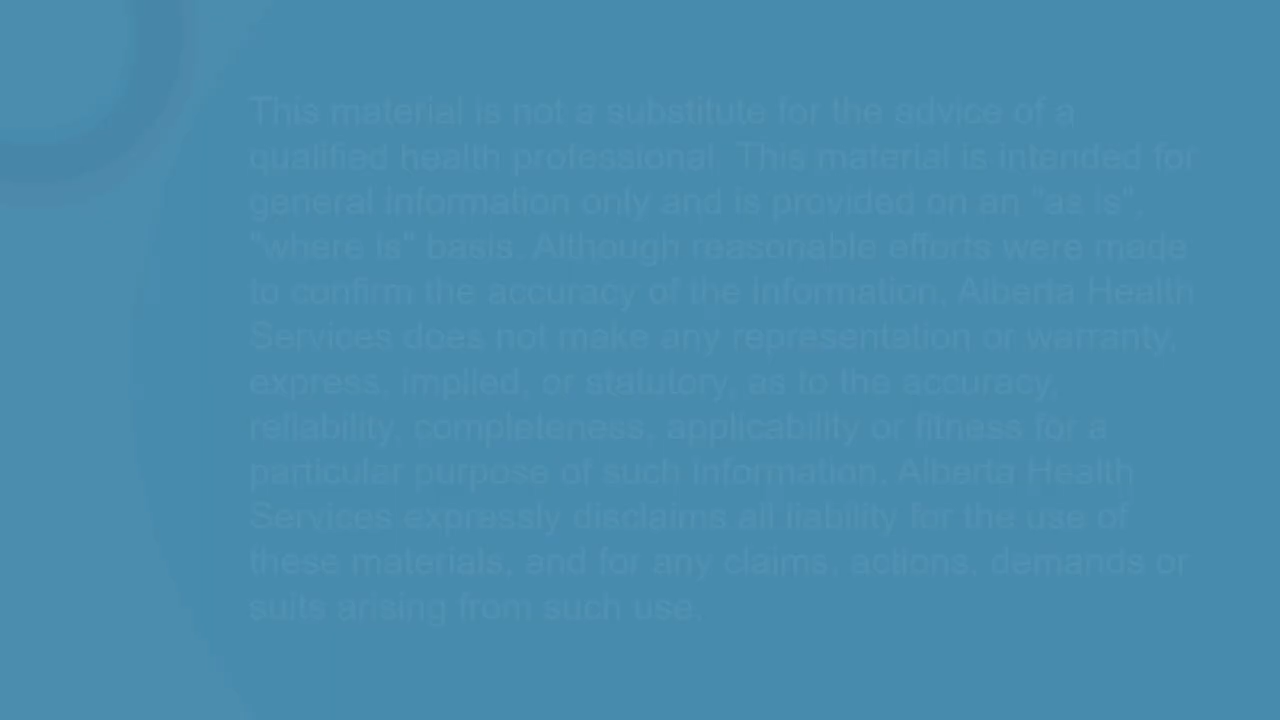 This material is not a substitute for the advice of a
qualified health professional. This material is intended for
general information only and is provided on an "as is",
"where is" basis. Although reasonable efforts were made
to confirm the accuracy of the information, Alberta Health
Services does not make any representation or warranty,
express, implied, or statutory, as to the accuracy,
reliability, completeness, applicability or fitness for a
particular purpose of such information. Alberta Health
Services expressly disclaims all liability for the use of
these materials, and for any claims, actions, demands or
suits arising from such use.